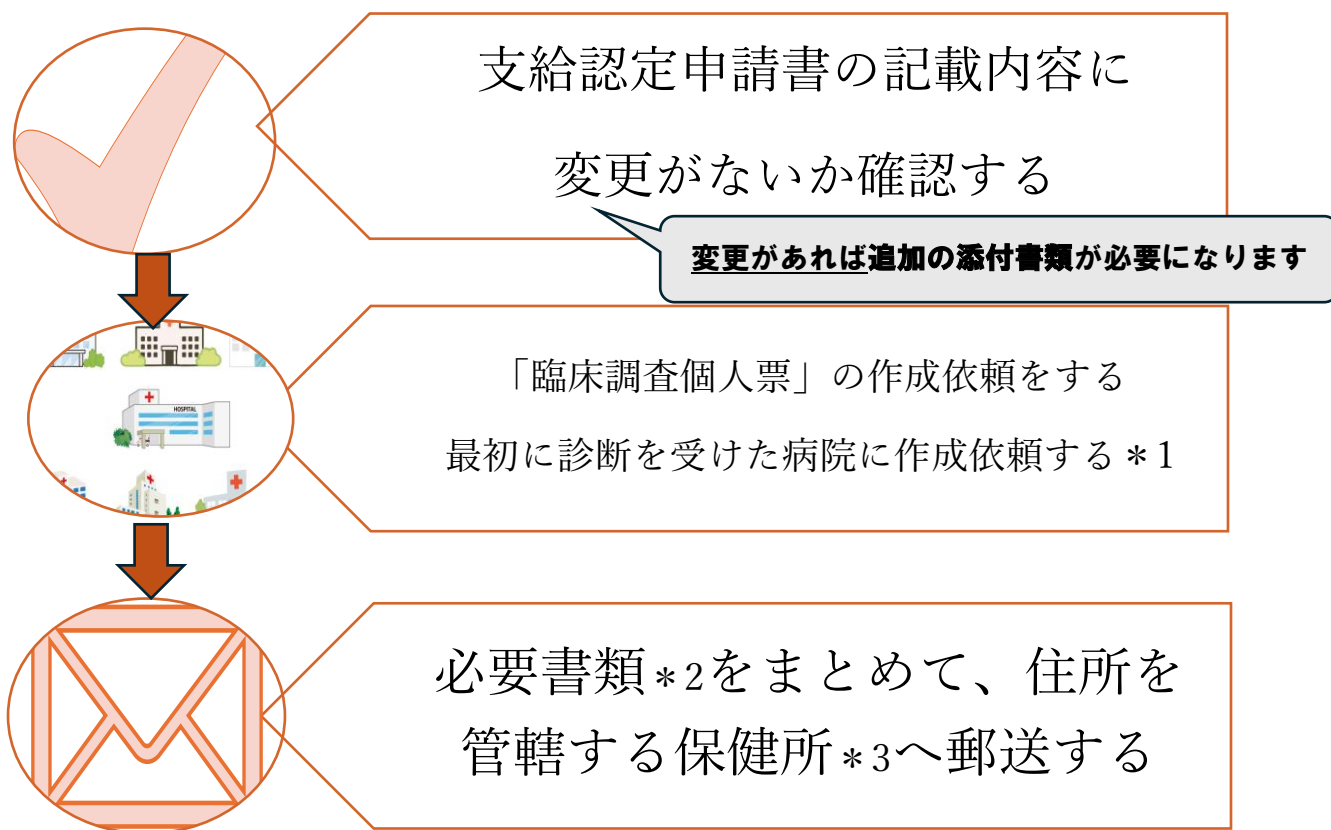 支給認定申請書の記載内容に
変更がないか確認する
変更があれば追加の添付書類が必要になります
HOSPITAL
「臨床調査個人票」の作成依頼をする
最初に診断を受けた病院に作成依頼する＊1
必要書類＊2をまとめて、住所を
管轄する保健所＊3へ郵送する